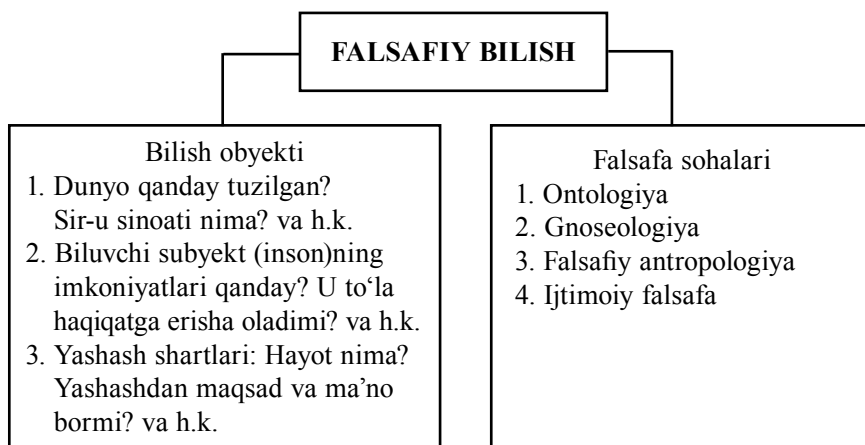 FALSAFIY BILISH
Bilish obyekti
1. Dunyo qanday tuzilgan?
Sir-u sinoati nima? va h.k.
2. Biluvchi subyekt (inson)ning
imkoniyatlari qanday? U to‘la
haqiqatga erisha oladimi? va h.k.
3. Yashash shartlari: Hayot nima?
Yashashdan maqsad va ma’no
bormi? va h.k.
Falsafa sohalari
1. Ontologiya
2. Gnoseologiya
3. Falsafiy antropologiya
4. Ijtimoiy falsafa